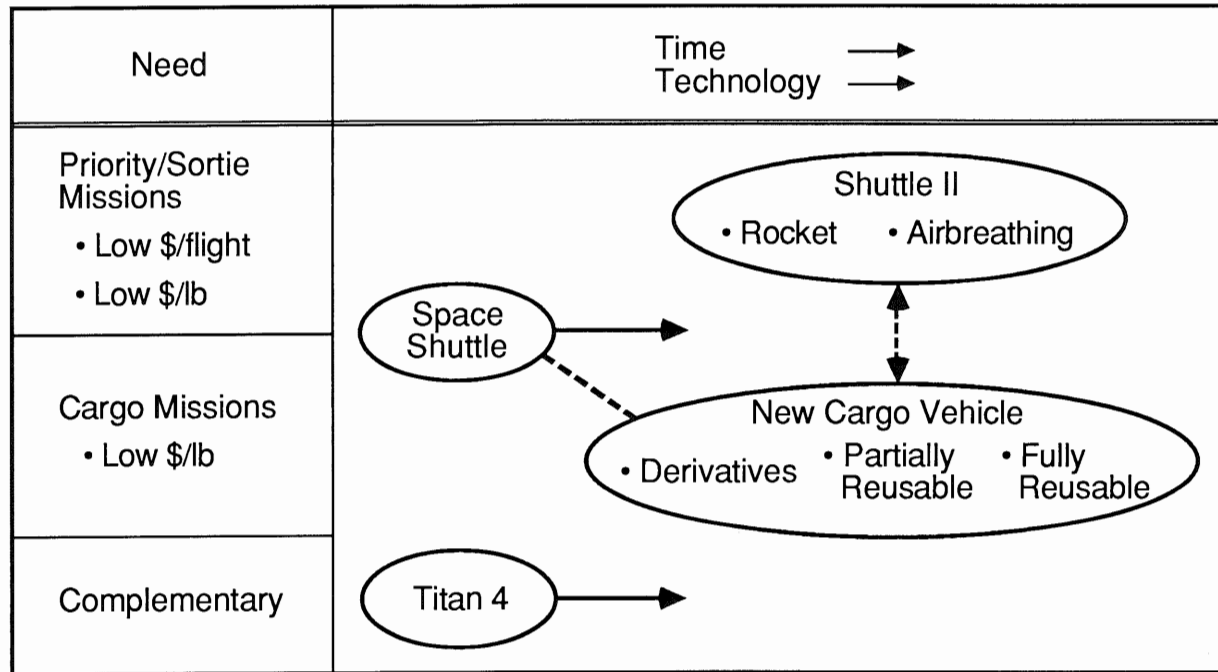 Need
Time
Technology
Priority/Sortie
Missions
• Low $/flight
• Low $/lb
Shuttle II
• Rocket • Airbreathing
Space
Shuttle
Cargo Missions
• Low $/lb
New Cargo Vehicle
• Derivatives • Partially Reusable • Fully Reusable
Complementary
Titan 4